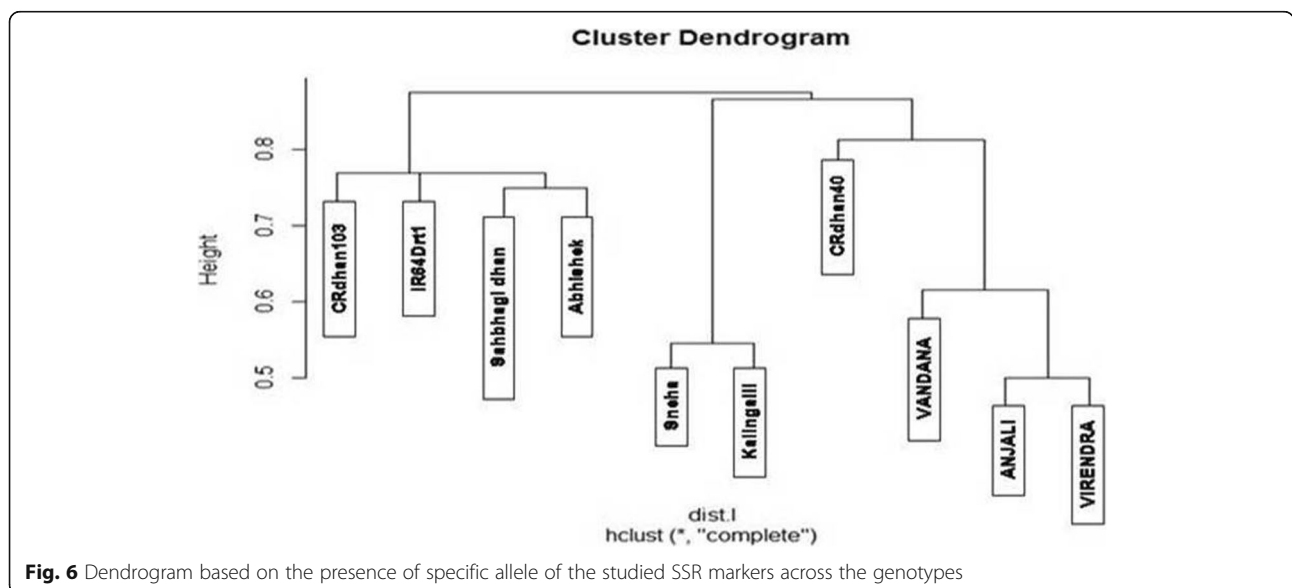 Cluster Dendrogram
Height
0.8
0.7
0.6
0.5
CRdhan103
IR64Drt1
Sahbhagi dhan
Abhishek
Sneha
KalingaIII
CRdhan40
VANDANA
ANJALI
VIRENDRA
dist.l
hclust (*, "complete")
Fig. 6 Dendrogram based on the presence of specific allele of the studied SSR markers across the genotypes